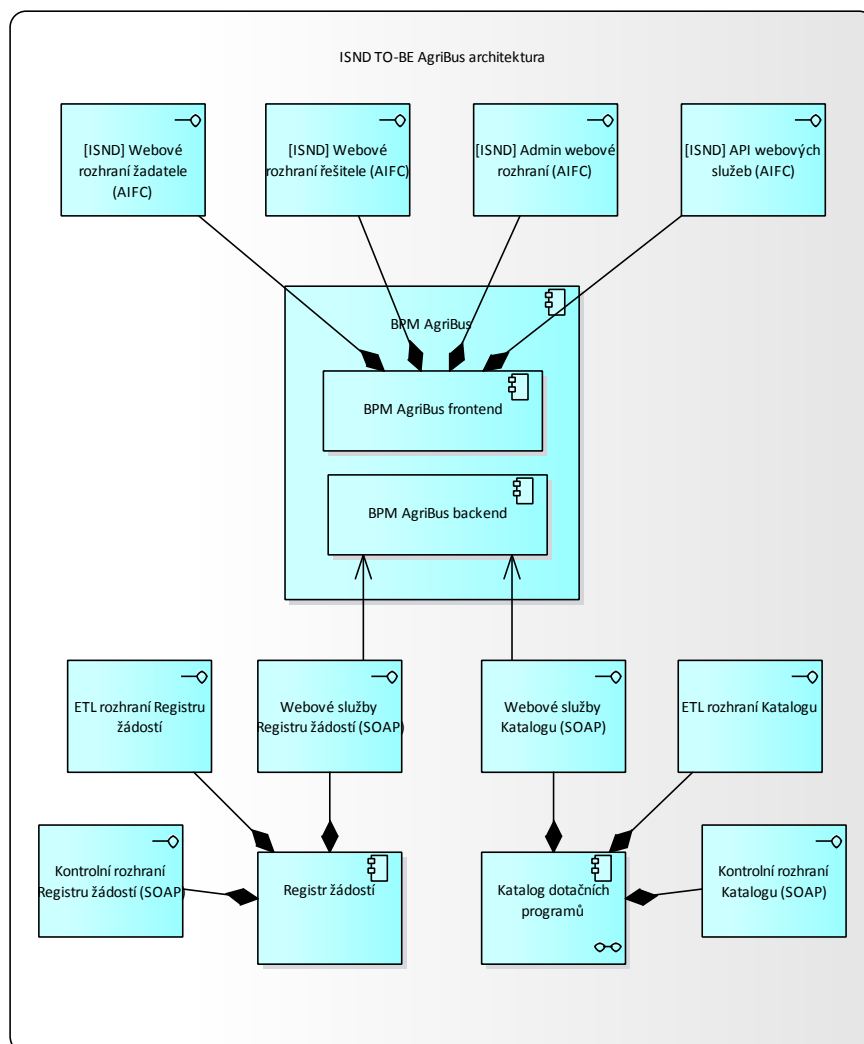 ISND TO-BE AgriBus architektura
[ISND] Webové
rozhraní žadatele
(AIFC)
[ISND] Webové
rozhraní řešitele (AIFC)
[ISND] Admin webové
rozhraní (AIFC)
[ISND] API webových
služeb (AIFC)
BPM AgriBus
BPM AgriBus frontend
BPM AgriBus backend
ETL rozhraní Registru
žádostí
Webové služby
Registru žádostí (SOAP)
Webové služby
Katalogu (SOAP)
ETL rozhraní Katalogu
Kontrolní rozhraní
Registru žádostí (SOAP)
Registr žádostí
Katalog dotačních
programů
Kontrolní rozhraní
Katalogu (SOAP)